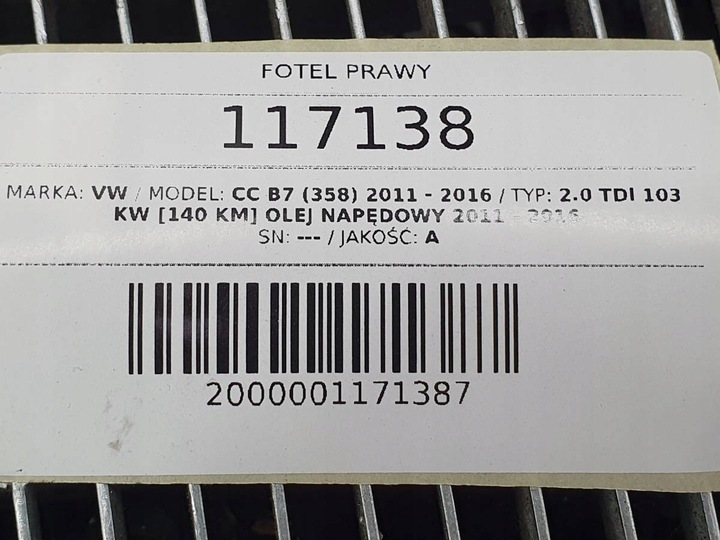 FOTEL PRAWY
117138
MARKA: VW / MODEL: CC B7 (358) 2011 - 2016 / TYP: 2.0 TDI 103
KW [140 KM] OLEJ NAPĘDOWY 2011 - 2016
SN: --- / JAKOŚĆ: A
2000001171387